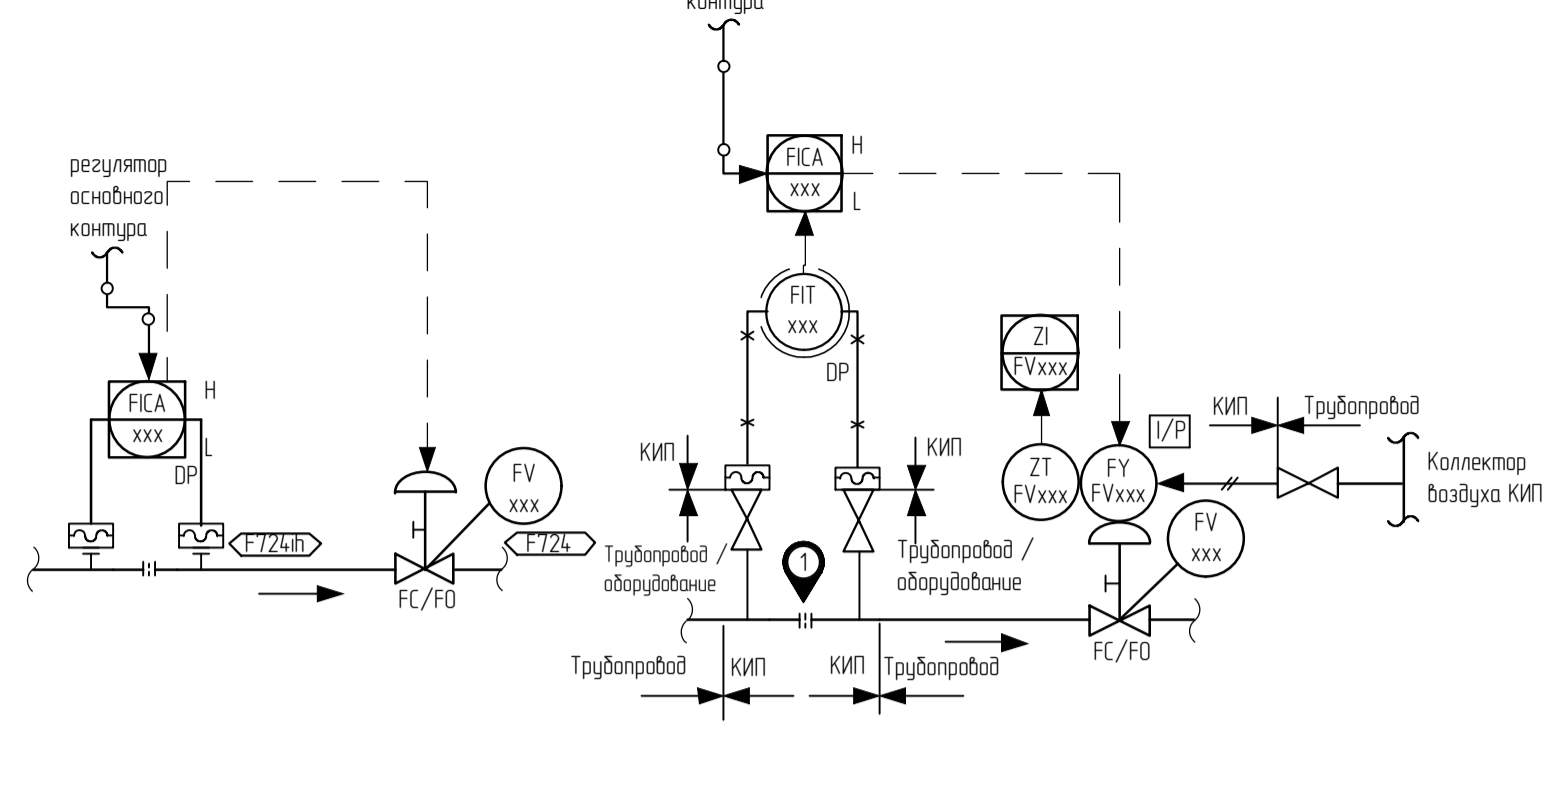 контура
регулятор
основного
контура
FICA
xxx
H
L
DP
F724ih
FV
xxx
F724
FC/FO
FICA
xxx
H
L
FIT
xxx
DP
КИП
КИП
Трубопровод /
оборудование
Трубопровод /
оборудование
1
Трубопровод
КИП
КИП
Трубопровод
ZI
FVxxx
ZT
FVxxx
FY
FVxxx
I/P
КИП
Трубопровод
Коллектор
воздуха КИП
FV
xxx
FC/FO